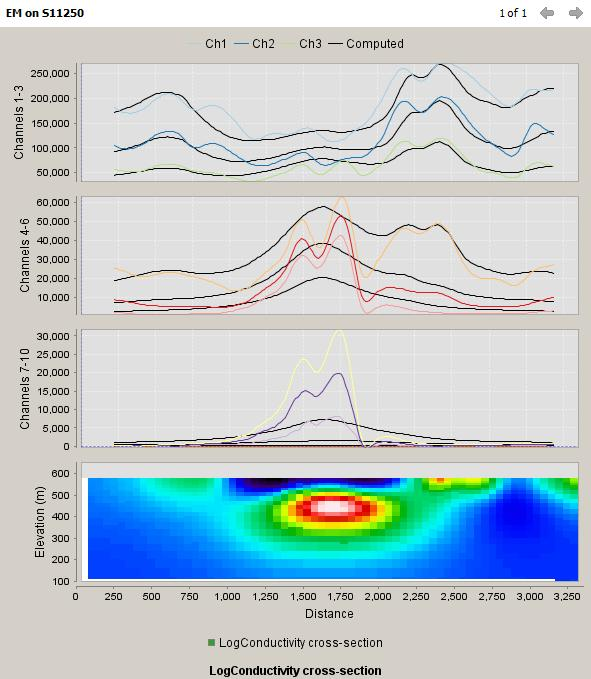 EM on S11250
1 of 1
Ch1 Ch2 Ch3 Computed
Channels 1-3
250,000
200,000
150,000
100,000
50,000
Channels 4-6
60,000
50,000
40,000
30,000
20,000
10,000
Channels 7-10
30,000
25,000
20,000
15,000
10,000
5,000
0
Elevation (m)
600
500
400
300
200
100
0 250 500 750 1,000 1,250 1,500 1,750 2,000 2,250 2,500 2,750 3,000 3,250
Distance
LogConductivity cross-section
LogConductivity cross-section